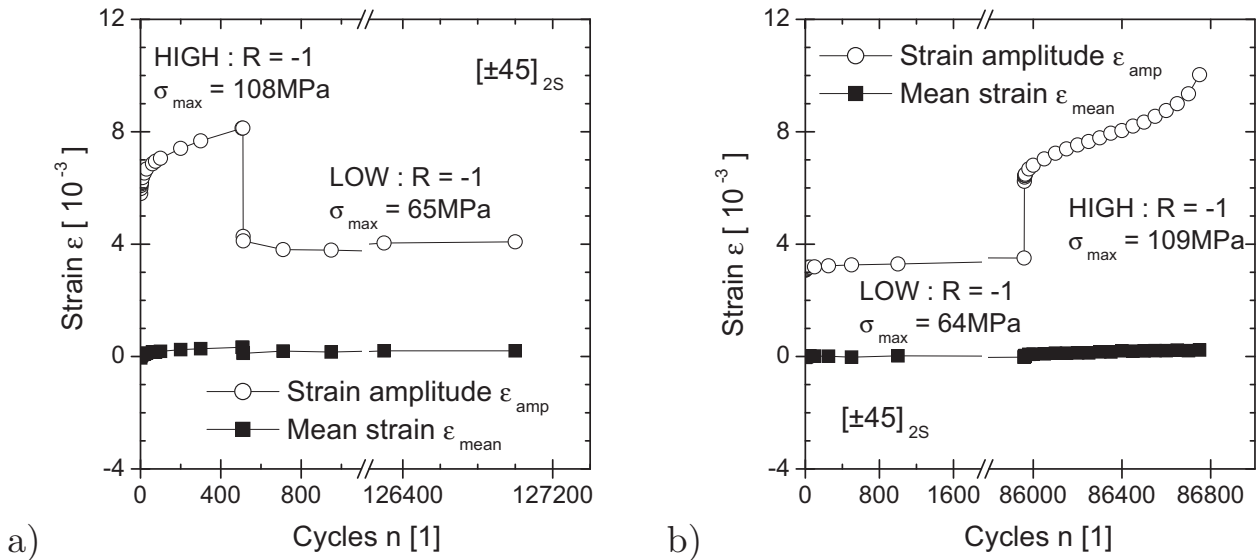 12
8
4
0
-4
Strain ε [ 10⁻³]
HIGH : R = -1
σmax = 108MPa
[±45]2S
LOW : R = -1
σmax = 65MPa
Strain amplitude εamp
Mean strain εmean
0 400 800 126400 127200
Cycles n [1]
a)
12
8
4
0
-4
Strain ε [ 10⁻³]
Strain amplitude εamp
Mean strain εmean
HIGH : R = -1
σmax = 109MPa
LOW : R = -1
σmax = 64MPa
[±45]2S
0 800 1600 86000 86400 86800
Cycles n [1]
b)